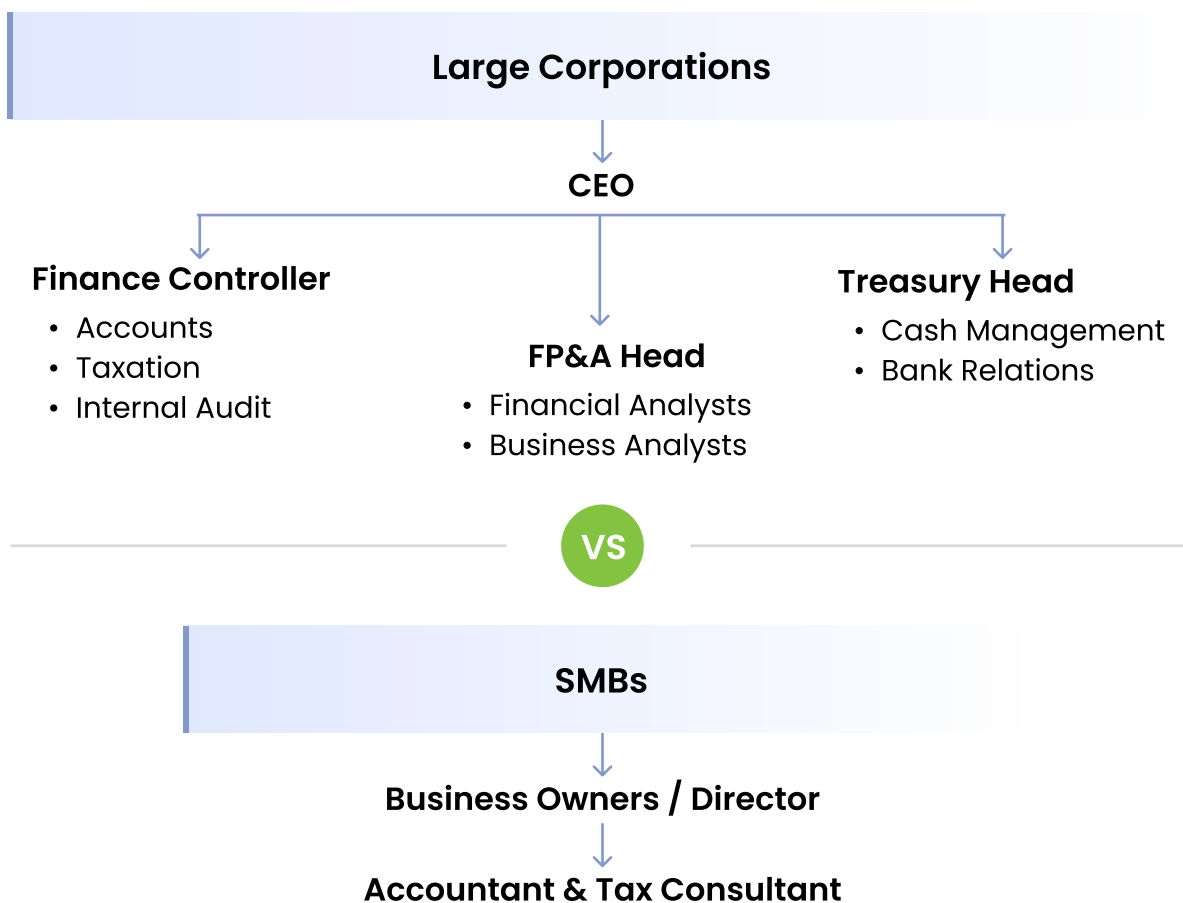 Large Corporations
CEO
Finance Controller
• Accounts
• Taxation
• Internal Audit
FP&A Head
• Financial Analysts
• Business Analysts
Treasury Head
• Cash Management
• Bank Relations
VS
SMBs
Business Owners / Director
Accountant & Tax Consultant